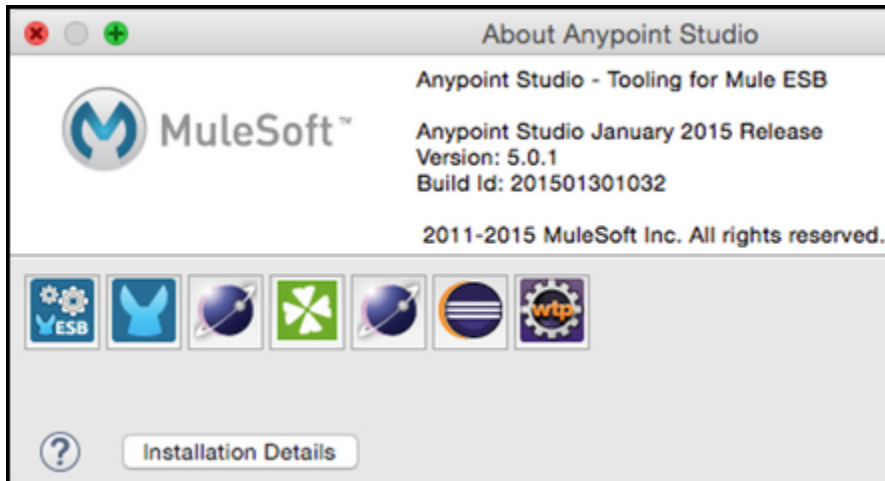 About Anypoint Studio
MuleSoft™
Anypoint Studio - Tooling for Mule ESB
Anypoint Studio January 2015 Release
Version: 5.0.1
Build Id: 201501301032
2011-2015 MuleSoft Inc. All rights reserved.
ESB
wtp
?
Installation Details